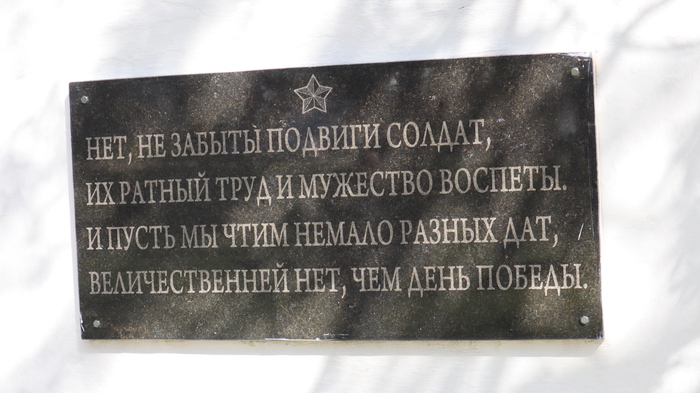 НЕТ, НЕ ЗАБЫТЫ ПОДВИГИ СОЛДАТ,
ИХ РАТНЫЙ ТРУД И МУЖЕСТВО ВОСПЕТЫ.
И ПУСТЬ МЫ ЧТИМ НЕМАЛО РАЗНЫХ ДАТ,
ВЕЛИЧЕСТВЕННЕЙ НЕТ, ЧЕМ ДЕНЬ ПОБЕДЫ.